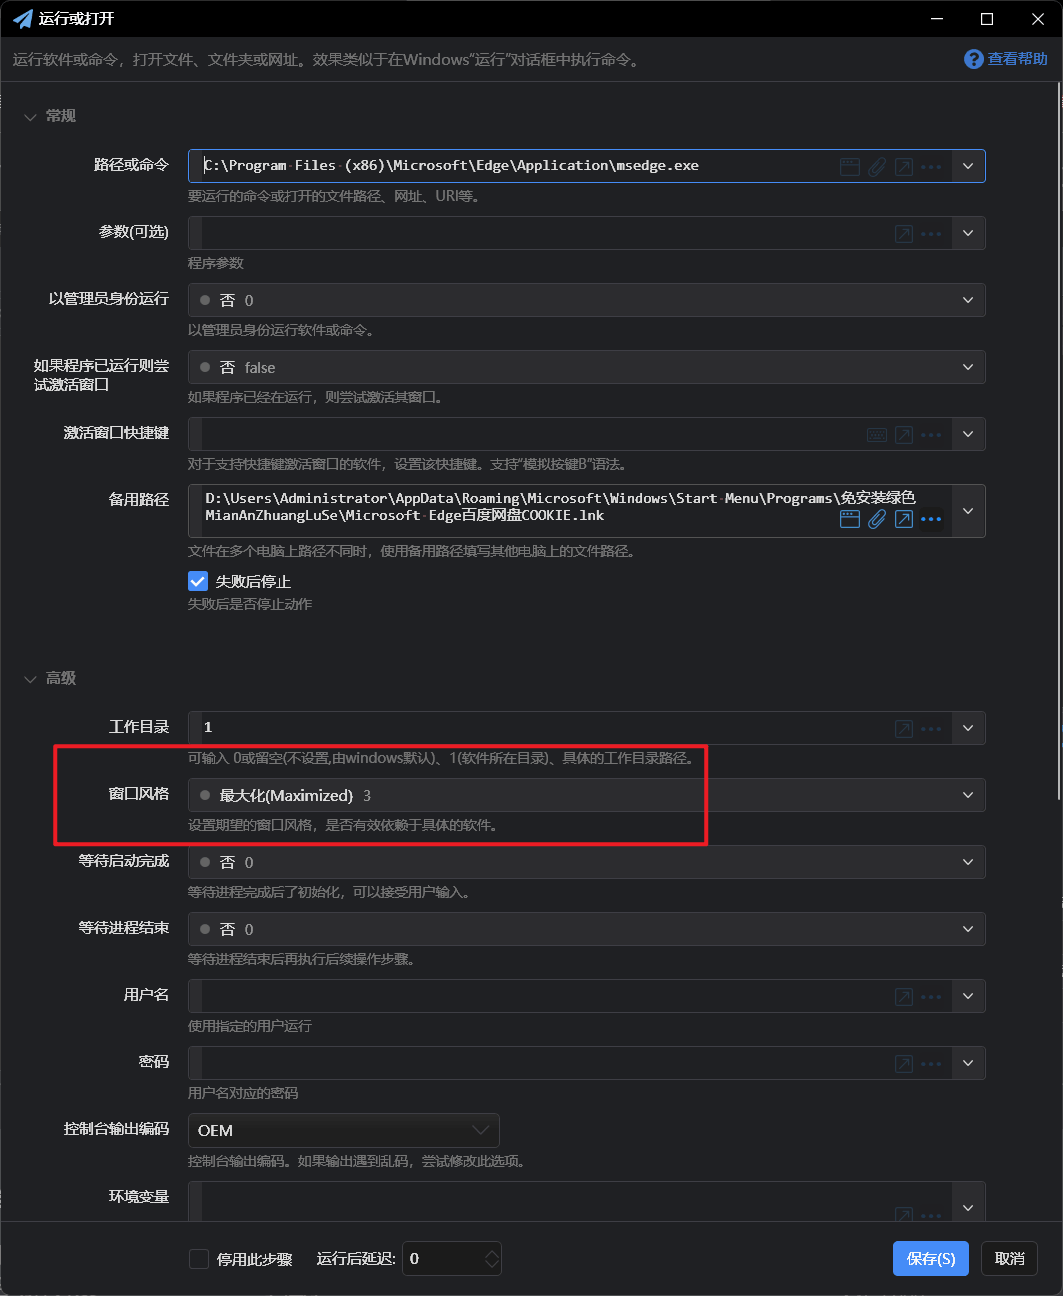 运行或打开
运行软件或命令，打开文件、文件夹或网址。效果类似于在Windows“运行”对话框中执行命令。
查看帮助
常规
路径或命令
C:\Program Files (x86)\Microsoft\Edge\Application\msedge.exe
要运行的命令或打开的文件路径、网址、URI等。
参数(可选)
程序参数
以管理员身份运行
否 0
以管理员身份运行软件或命令。
如果程序已运行则尝
试激活窗口
否 false
如果程序已经在运行，则尝试激活其窗口。
激活窗口快捷键
对于支持快捷键激活窗口的软件，设置该快捷键。支持“模拟按键B”语法。
备用路径
D:\Users\Administrator\AppData\Roaming\Microsoft\Windows\Start Menu\Programs\免安装绿色
MianAnZhuangLuSe\Microsoft Edge百度网盘COOKIE.lnk
文件在多个电脑上路径不同时，使用备用路径填写其他电脑上的文件路径。
失败后停止
失败后是否停止动作
高级
工作目录
1
可输入 0或留空(不设置,由windows默认)、1(软件所在目录)、具体的工作目录路径。
窗口风格
最大化(Maximized) 3
设置期望的窗口风格，是否有效依赖于具体的软件。
等待启动完成
否 0
等待进程完成后了初始化，可以接受用户输入。
等待进程结束
否 0
等待进程结束后再执行后续操作步骤。
用户名
使用指定的用户运行
密码
用户名对应的密码
控制台输出编码
OEM
控制台输出编码。如果输出遇到乱码，尝试修改此选项。
环境变量
停用此步骤
运行后延迟:
0
保存(S)
取消